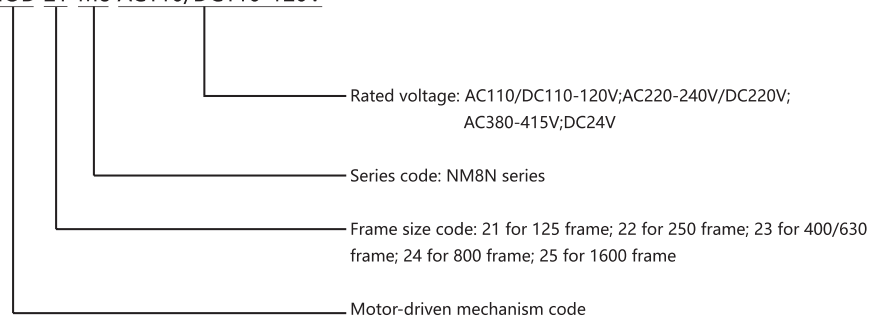 Rated voltage: AC110/DC110-120V;AC220-240V/DC220V;
AC380-415V;DC24V
Series code: NM8N series
Frame size code: 21 for 125 frame; 22 for 250 frame; 23 for 400/630
frame; 24 for 800 frame; 25 for 1600 frame
Motor-driven mechanism code